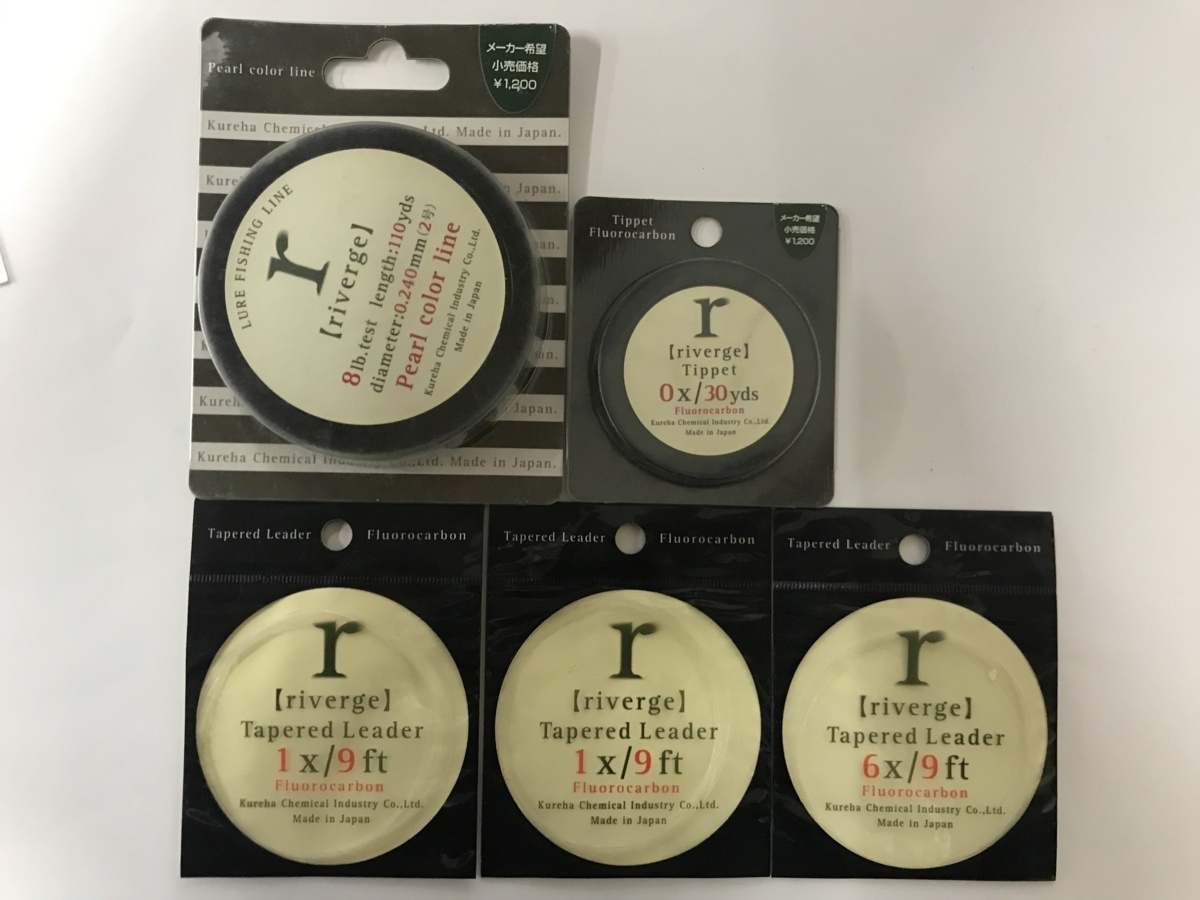 Pearl color line
メーカー希望
小売価格
¥1,200
Kureha Chemic Ltd. Made in Japan.
Kure n Japan.
Kureh Japan.
Kureha Chemical Indus Co.,Ltd. Made in Japan.
LURE FISHING LINE
r
【riverge】
8lb.test length:110yds
diameter:0.240mm(2号)
Pearl color line
Kureha Chemical Industry Co.,Ltd.
Made in Japan
Tippet
Fluorocarbon
メーカー希望
小売価格
¥1,200
r
【riverge】
Tippet
0x/30yds
Fluorocarbon
Kureha Chemical Industry Co.,Ltd.
Made in Japan
Tapered Leader Fluorocarbon
r
【riverge】
Tapered Leader
1x/9ft
Fluorocarbon
Kureha Chemical Industry Co.,Ltd.
Made in Japan
Tapered Leader Fluorocarbon
r
【riverge】
Tapered Leader
1x/9ft
Fluorocarbon
Kureha Chemical Industry Co.,Ltd.
Made in Japan
Tapered Leader Fluorocarbon
r
【riverge】
Tapered Leader
6x/9ft
Fluorocarbon
Kureha Chemical Industry Co.,Ltd.
Made in Japan